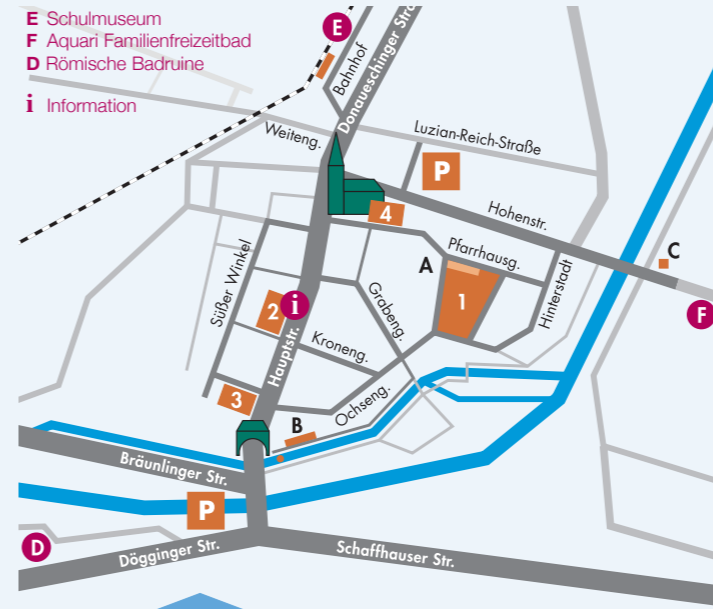 E Schulmuseum
F Aquari Familienfreizeitbad
D Römische Badruine
i Information
E
Bahnhof
Donaueschinger Stra
Weiteng.
Luzian-Reich-Straße
P
4
Hohenstr.
Pfarrhausg.
A
C
Süßer Winkel
Hinterstadt
i
2
1
F
Grabeng.
Hauptstr.
Kroneng.
3
Ochseng.
B
Bräunlinger Str.
P
D
Dögginger Str.
Schaffhauser Str.